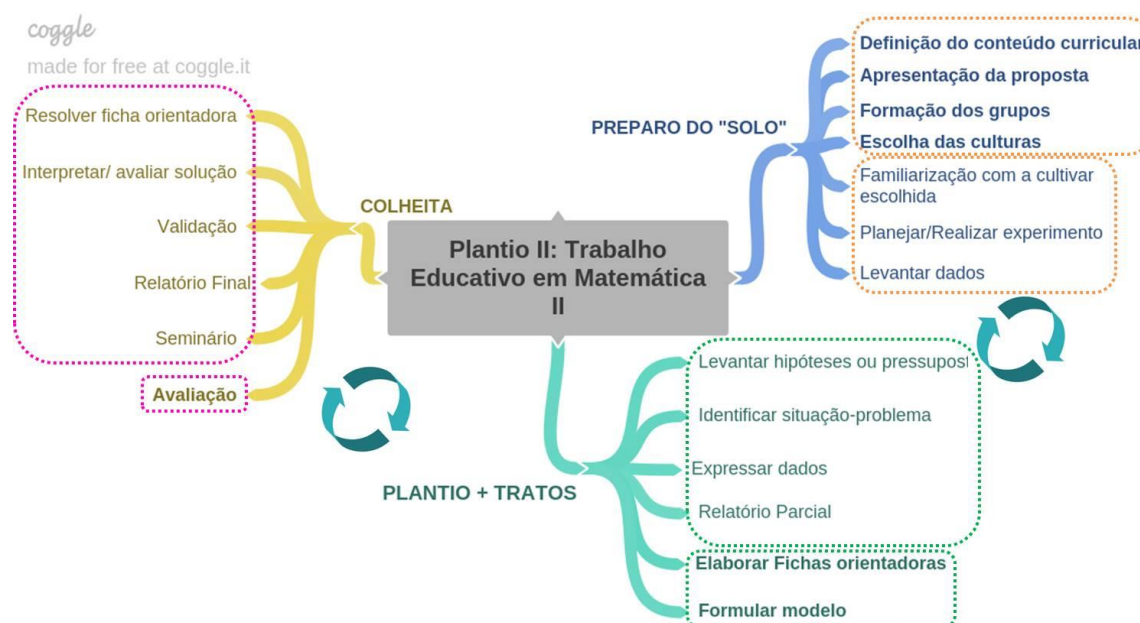 coggle
made for free at coggle.it
Resolver ficha orientadora
Interpretar/ avaliar solução
Validação
Relatório Final
Seminário
Avaliação
COLHEITA
Plantio II: Trabalho
Educativo em Matemática
II
PREPARO DO "SOLO"
Definição do conteúdo curricular
Apresentação da proposta
Formação dos grupos
Escolha das culturas
Familiarização com a cultivar
escolhida
Planejar/Realizar experimento
Levantar dados
PLANTIO + TRATOS
Levantar hipóteses ou pressupost
Identificar situação-problema
Expressar dados
Relatório Parcial
Elaborar Fichas orientadoras
Formular modelo